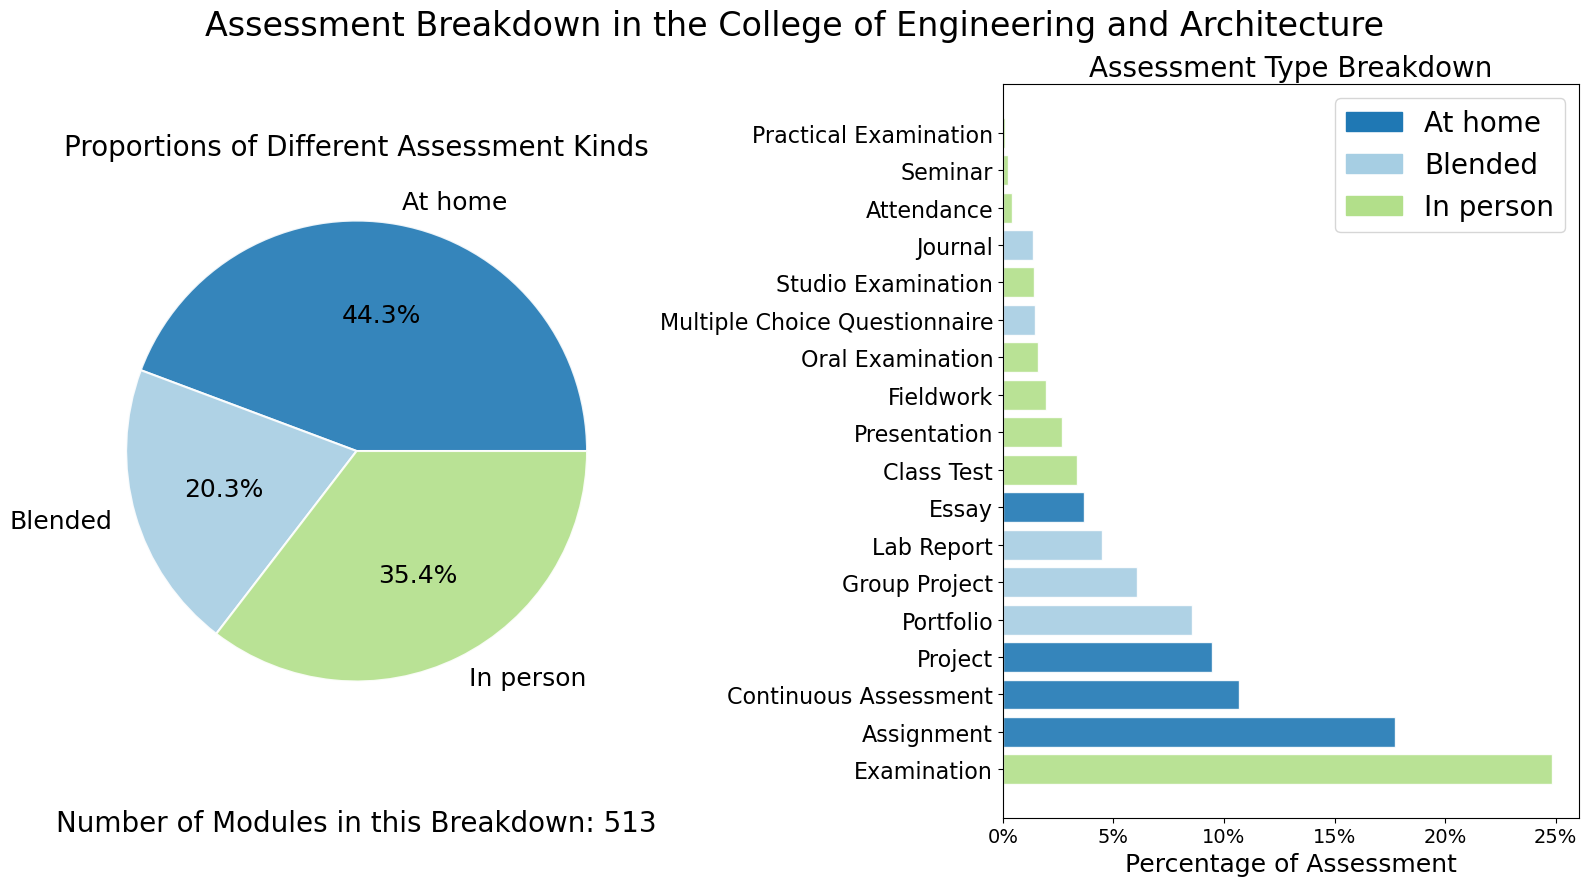 Assessment Breakdown in the College of Engineering and Architecture
Proportions of Different Assessment Kinds
At home
44.3%
20.3%
Blended
35.4%
In person
Number of Modules in this Breakdown: 513
Assessment Type Breakdown
At home
Blended
In person
Practical Examination
Seminar
Attendance
Journal
Studio Examination
Multiple Choice Questionnaire
Oral Examination
Fieldwork
Presentation
Class Test
Essay
Lab Report
Group Project
Portfolio
Project
Continuous Assessment
Assignment
Examination
0% 5% 10% 15% 20% 25%
Percentage of Assessment